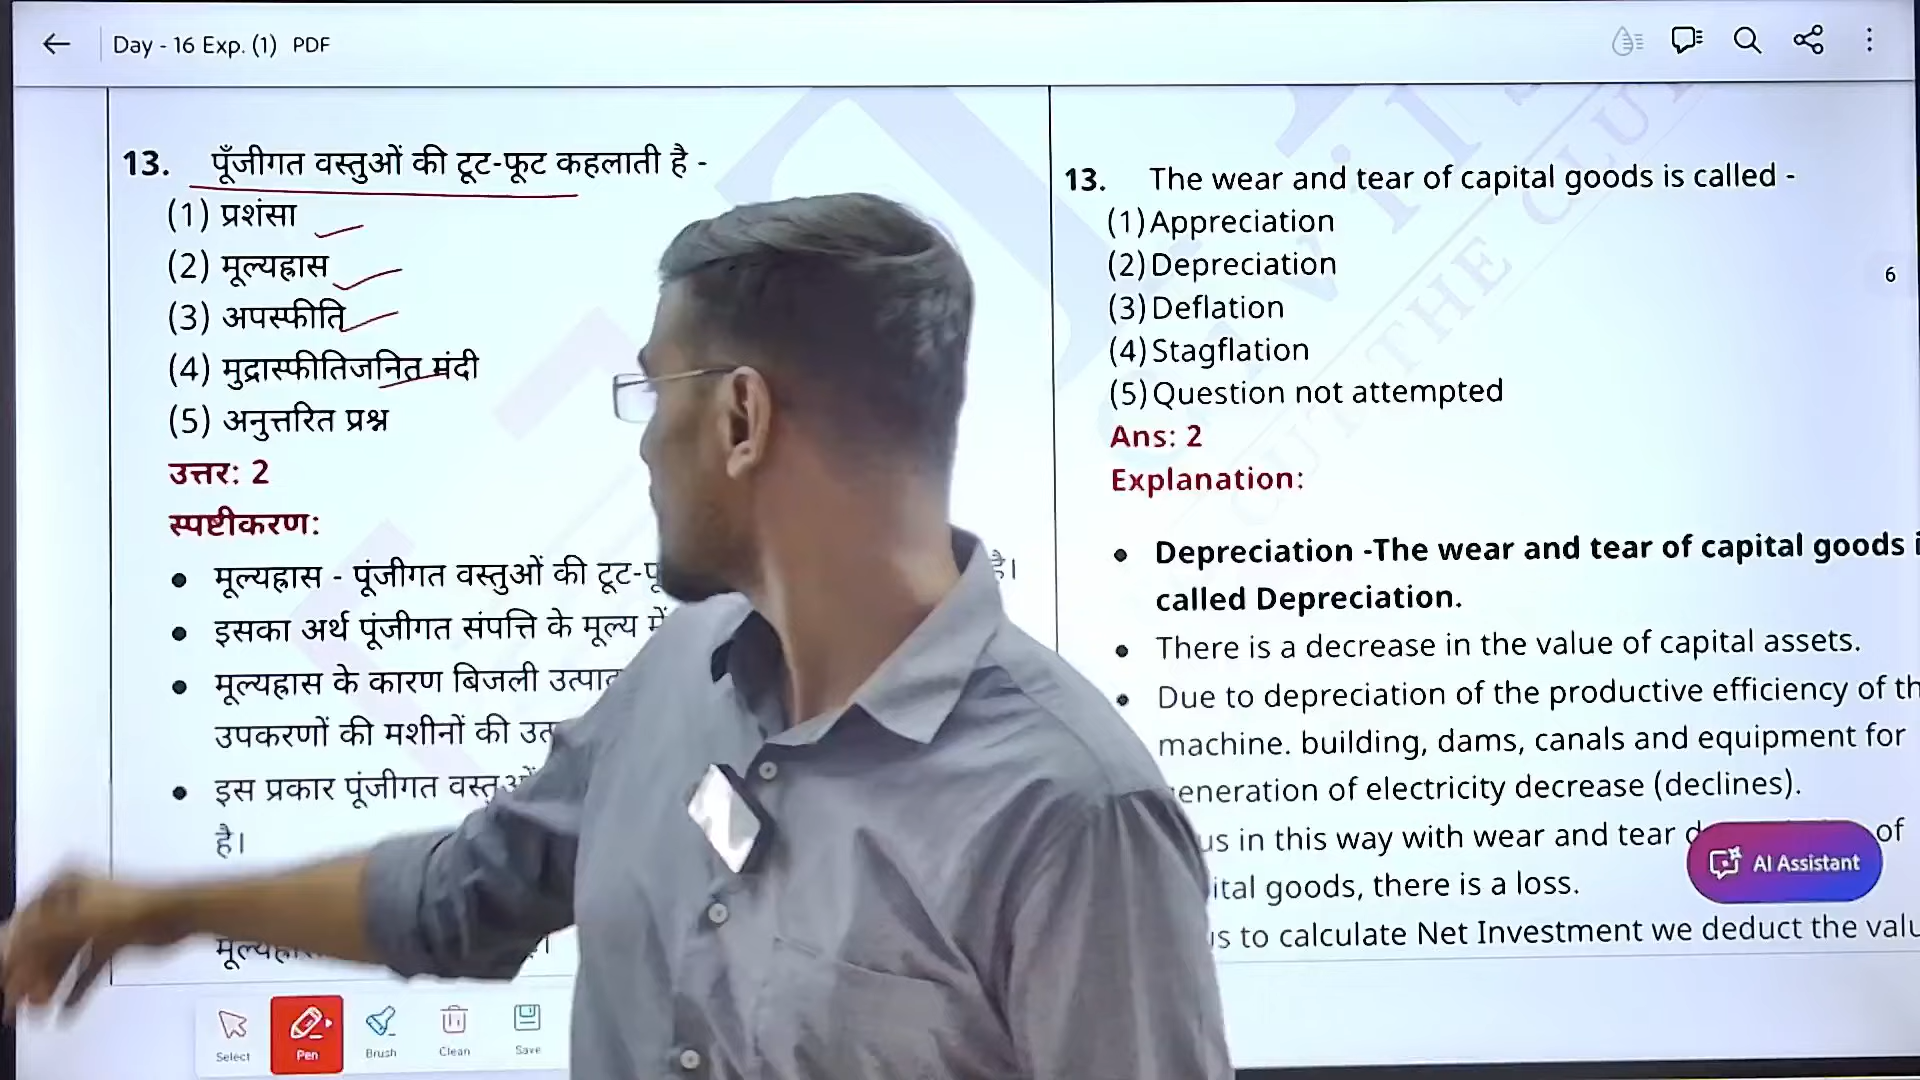 Day - 16 Exp. (1) PDF
13. पूँजीगत वस्तुओं की टूट-फूट कहलाती है -
(1) प्रशंसा
(2) मूल्यह्रास
(3) अपस्फीति
(4) मुद्रास्फीतिजनित मंदी
(5) अनुत्तरित प्रश्न
उत्तर: 2
स्पष्टीकरण:
मूल्यह्रास - पूंजीगत वस्तुओं की टूट- है।
इसका अर्थ पूंजीगत संपत्ति के मूल्य में
मूल्यह्रास के कारण बिजली
उपकरणों की मशीनों की
इस प्रकार पूंजीगत
है।
13. The wear and tear of capital goods is called -
(1) Appreciation
(2) Depreciation
(3) Deflation
(4) Stagflation
(5) Question not attempted
Ans: 2
Explanation:
Depreciation -The wear and tear of capital goods
called Depreciation.
There is a decrease in the value of capital assets.
Due to depreciation of the productive efficiency of
machine. building, dams, canals and equipment for
eneration of electricity decrease (declines).
us in this way with wear and tear of
ital goods, there is a loss.
is to calculate Net Investment we deduct the
6
AI Assistant
Select
Pen
Brush
Clean
Save
CUT THE CLU